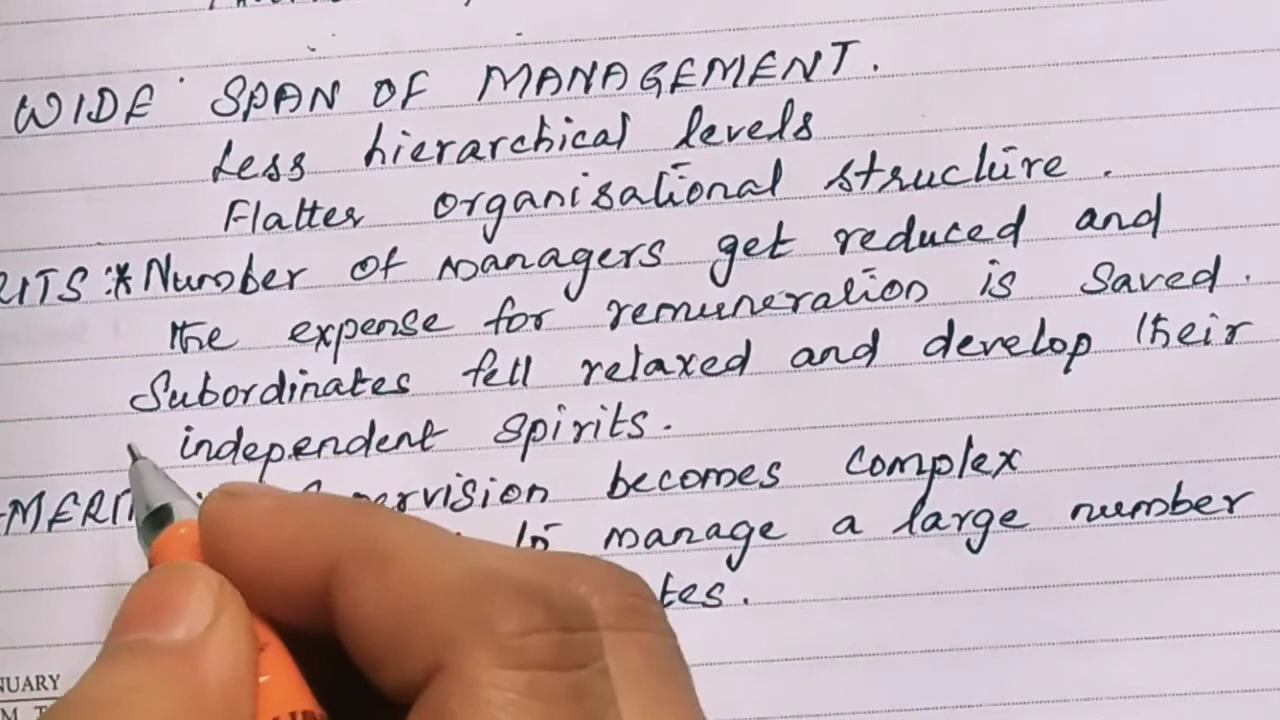 WIDE SPAN OF MANAGEMENT.
Less hierarchical levels
Flatter organisational structure.
RITS :* Number of managers get reduced and
the expense for remuneration is saved.
Subordinates fell relaxed and develop their
independent spirits.
-MERIT becomes complex
to manage a large number
tes.
NUARY
M T